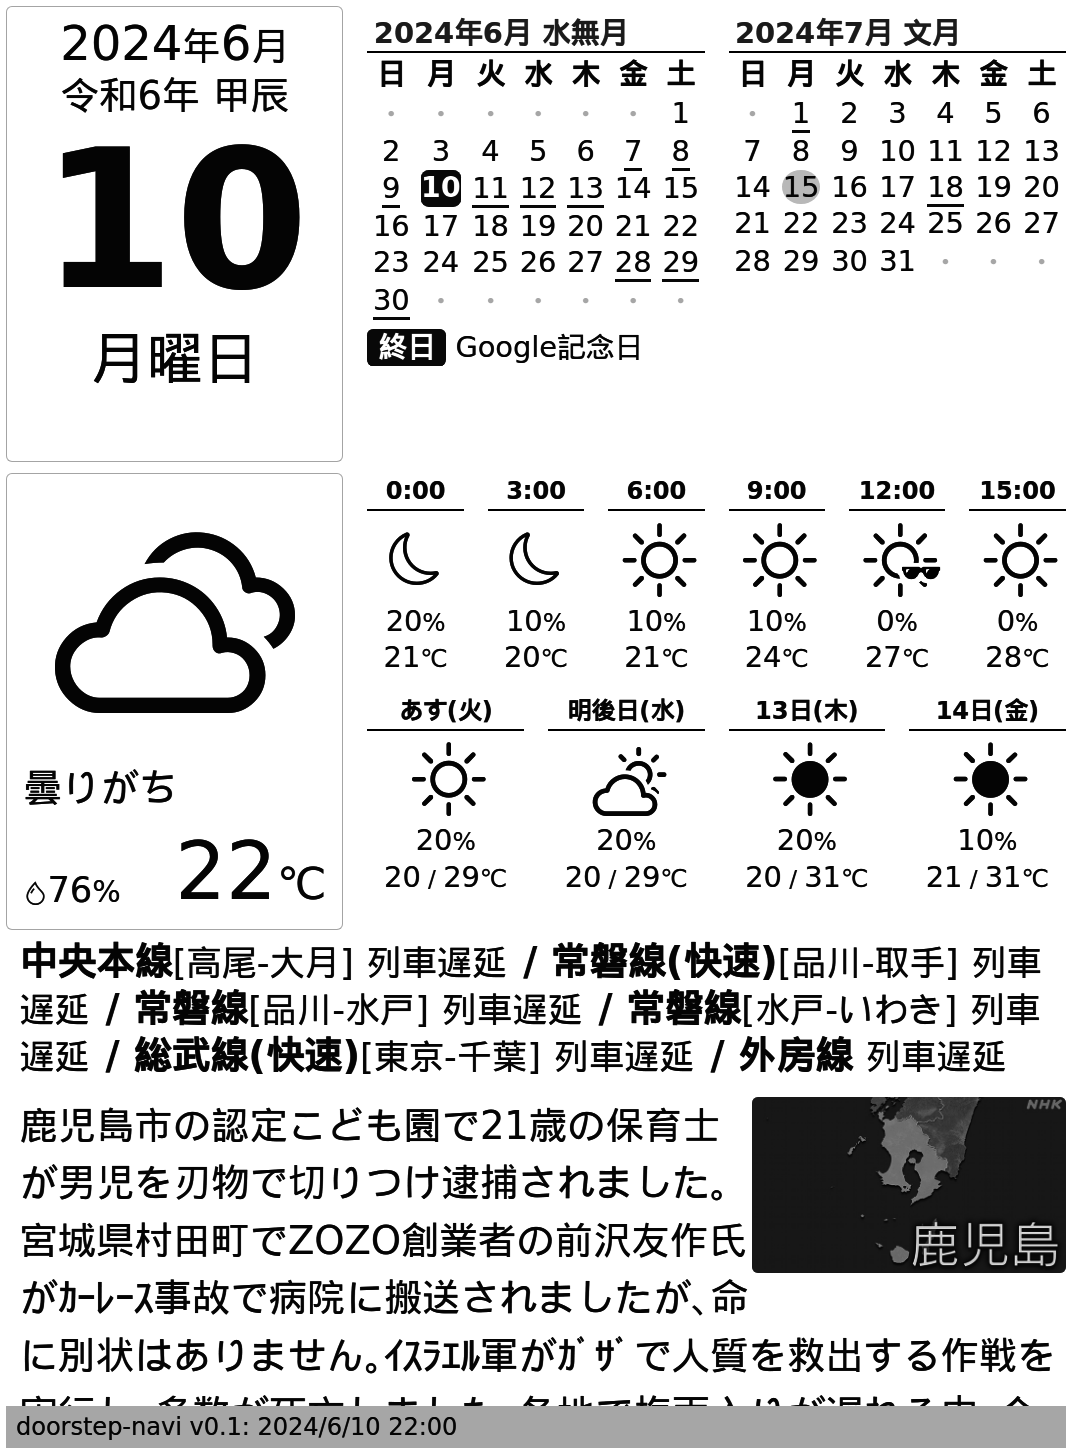 2024年6月
令和6年 甲辰
10
月曜日
2024年6月 水無月
日 月 火 水 木 金 土
・ ・ ・ ・ ・ ・ 1
2 3 4 5 6 7 8
9 10 11 12 13 14 15
16 17 18 19 20 21 22
23 24 25 26 27 28 29
30 ・ ・ ・ ・ ・ ・
2024年7月 文月
日 月 火 水 木 金 土
・ 1 2 3 4 5 6
7 8 9 10 11 12 13
14 15 16 17 18 19 20
21 22 23 24 25 26 27
28 29 30 31 ・ ・ ・
終日 Google記念日
曇りがち
76% 22℃
0:00 3:00 6:00 9:00 12:00 15:00
20% 10% 10% 10% 0% 0%
21℃ 20℃ 21℃ 24℃ 27℃ 28℃
あす(火) 明後日(水) 13日(木) 14日(金)
20% 20% 20% 10%
20 / 29℃ 20 / 29℃ 20 / 31℃ 21 / 31℃
中央本線[高尾-大月] 列車遅延 / 常磐線(快速)[品川-取手] 列車
遅延 / 常磐線[品川-水戸] 列車遅延 / 常磐線[水戸-いわき] 列車
遅延 / 総武線(快速)[東京-千葉] 列車遅延 / 外房線 列車遅延
鹿児島市の認定こども園で21歳の保育士
が男児を刃物で切りつけ逮捕されました。
宮城県村田町でZOZO創業者の前沢友作氏
がｶｰﾚｰｽ事故で病院に搬送されましたが、命
に別状はありません。ｲｽﾗｴﾙ軍がｶﾞｻﾞで人質を救出する作戦を
NHK
鹿児島
doorstep-navi v0.1: 2024/6/10 22:00